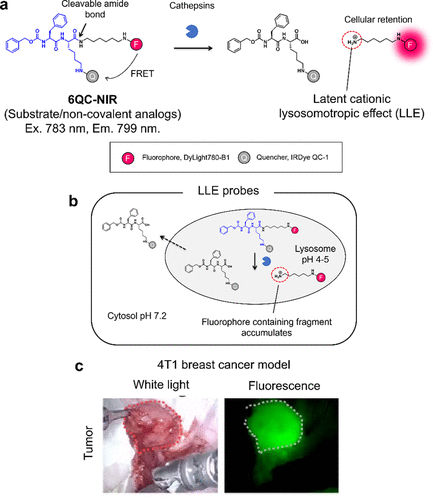 a
Cleavable amide
bond
Cathepsins
Cellular retention
F
Q
FRET
Q
F
6QC-NIR
(Substrate/non-covalent analogs)
Ex. 783 nm, Em. 799 nm.
Latent cationic
lysosomotropic effect (LLE)
F Fluorophore, DyLight780-B1 Q Quencher, IRDye QC-1
LLE probes
b
Lysosome
pH 4-5
Cytosol pH 7.2
Fluorophore containing fragment
accumulates
c
4T1 breast cancer model
White light
Fluorescence
Tumor